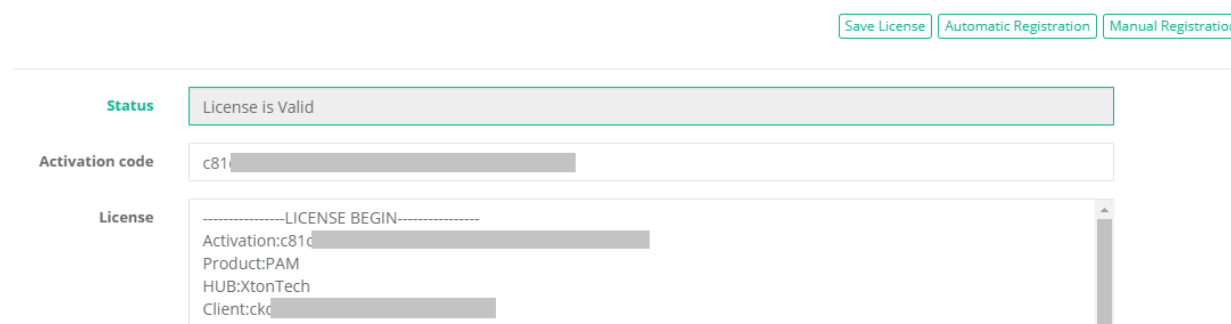 Save License Automatic Registration Manual Registration
Status License is Valid
Activation code c81
License ----------------LICENSE BEGIN----------------
Activation:c81
Product:PAM
HUB:XtonTech
Client:ck